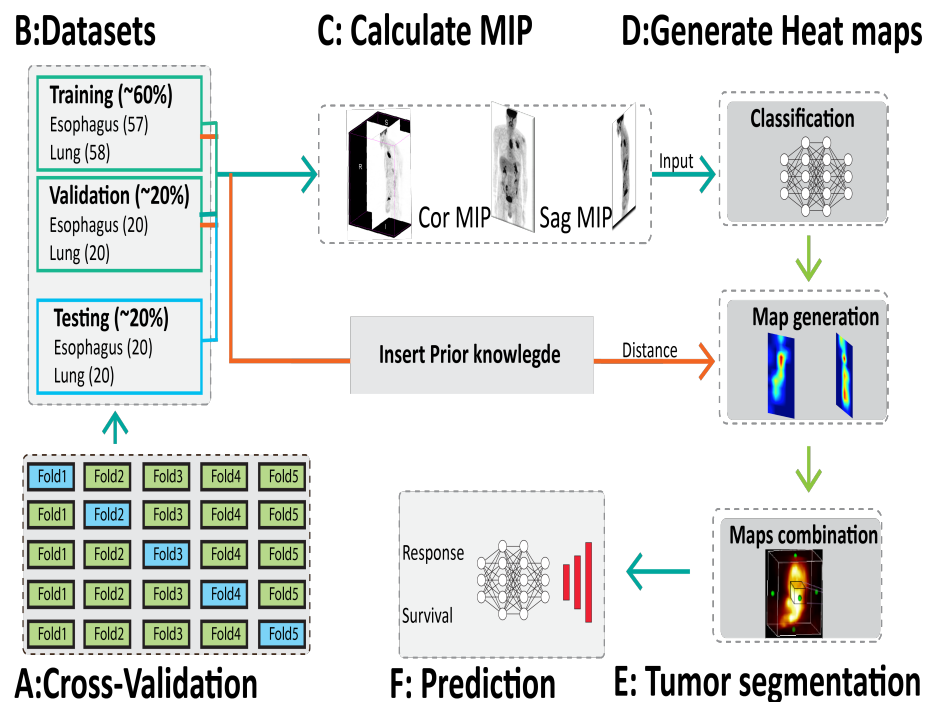 B:Datasets
Training (~60%)
Esophagus (57)
Lung (58)
Validation (~20%)
Esophagus (20)
Lung (20)
Testing (~20%)
Esophagus (20)
Lung (20)
C: Calculate MIP
S
R
Cor MIP
Sag MIP
Input
D:Generate Heat maps
Classification
Insert Prior knowlegde
Distance
Map generation
Fold1 Fold2 Fold3 Fold4 Fold5
Fold1 Fold2 Fold3 Fold4 Fold5
Fold1 Fold2 Fold3 Fold4 Fold5
Fold1 Fold2 Fold3 Fold4 Fold5
Fold1 Fold2 Fold3 Fold4 Fold5
A:Cross-Validation
Response
Survival
F: Prediction
Maps combination
E: Tumor segmentation